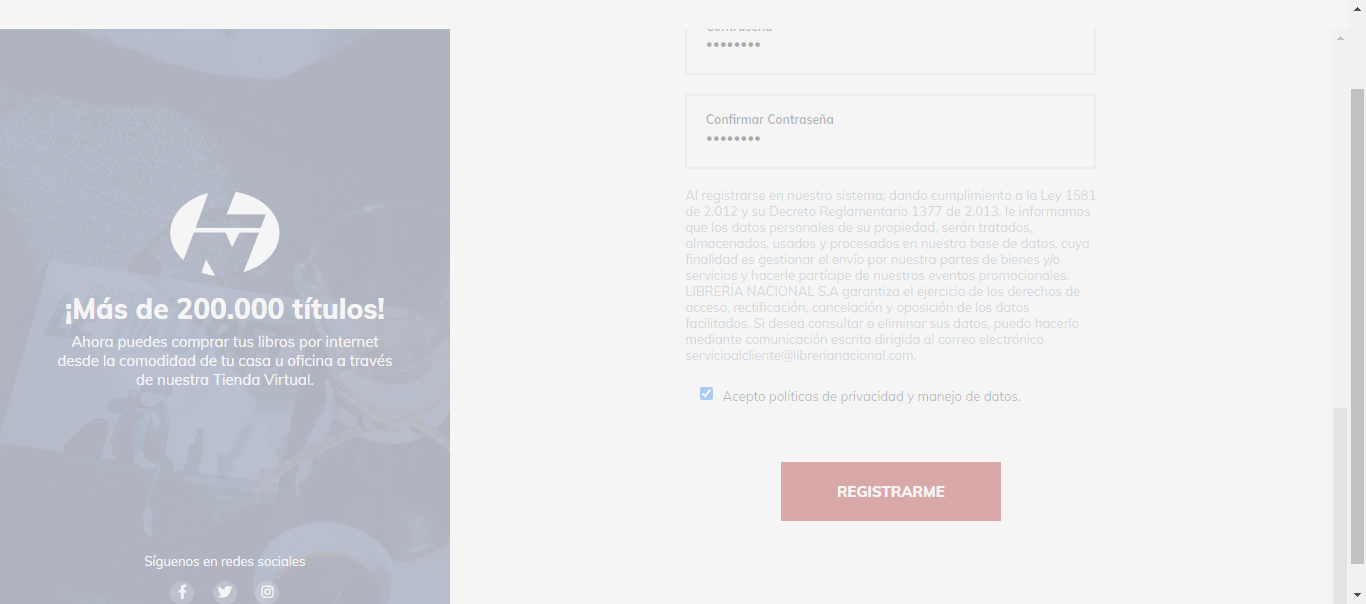 ¡Más de 200.000 títulos!
Ahora puedes comprar tus libros por internet
desde la comodidad de tu casa u oficina a través
de nuestra Tienda Virtual.
Síguenos en redes sociales
Contraseña
••••••••
Confirmar Contraseña
••••••••
Al registrarse en nuestro sistema; dando cumplimiento a la Ley 1581
de 2.012 y su Decreto Reglamentario 1377 de 2.013, le informamos
que los datos personales de su propiedad, serán tratados,
almacenados, usados y procesados en nuestra base de datos, cuya
finalidad es gestionar el envío por nuestra partes de bienes y/o
servicios y hacerle partícipe de nuestros eventos promocionales.
LIBRERÍA NACIONAL S.A garantiza el ejercicio de los derechos de
acceso, rectificación, cancelación y oposición de los datos
facilitados. Si desea consultar o eliminar sus datos, puedo hacerlo
mediante comunicación escrita dirigida al correo electrónico
servicioalcliente@librerianacional.com.
Acepto políticas de privacidad y manejo de datos.
REGISTRARME